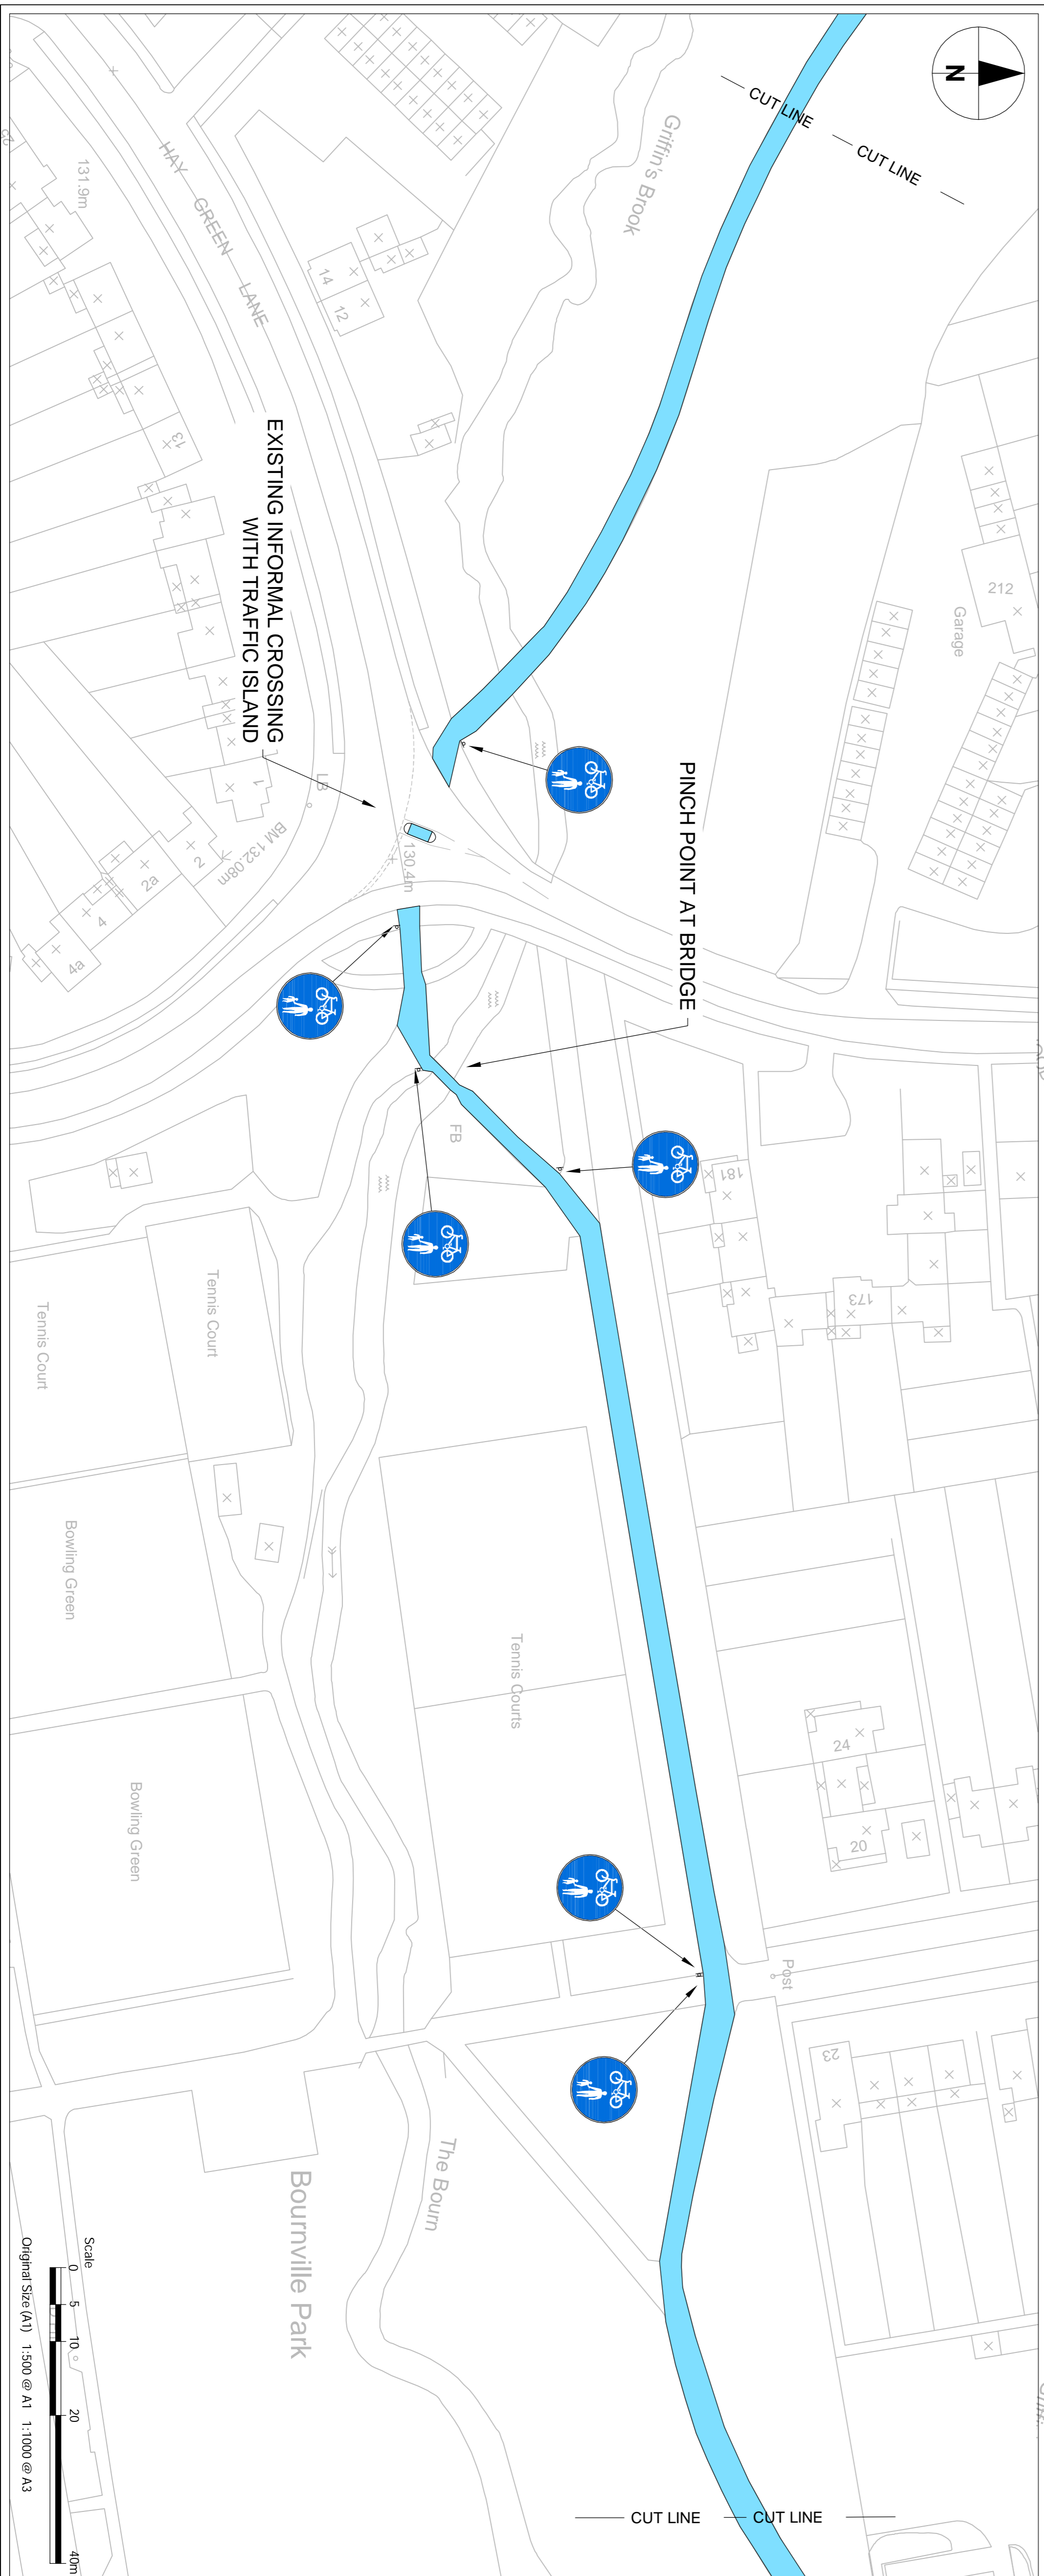 N
CUT LINE
CUT LINE
Griffin's Brook
HAY GREEN LANE
131.9m
14
12
13
212
Garage
EXISTING INFORMAL CROSSING
WITH TRAFFIC ISLAND
PINCH POINT AT BRIDGE
LB
1
BM 132.08m
130.4m
2
2a
4
4a
FB
181
173
Tennis Court
Tennis Court
Bowling Green
Bowling Green
Tennis Courts
24
20
Post
23
The Bourn
Bournville Park
CUT LINE
CUT LINE
Scale
0
5
10
20
40m
Original Size (A1) 1:500 @ A1 1:1000 @ A3